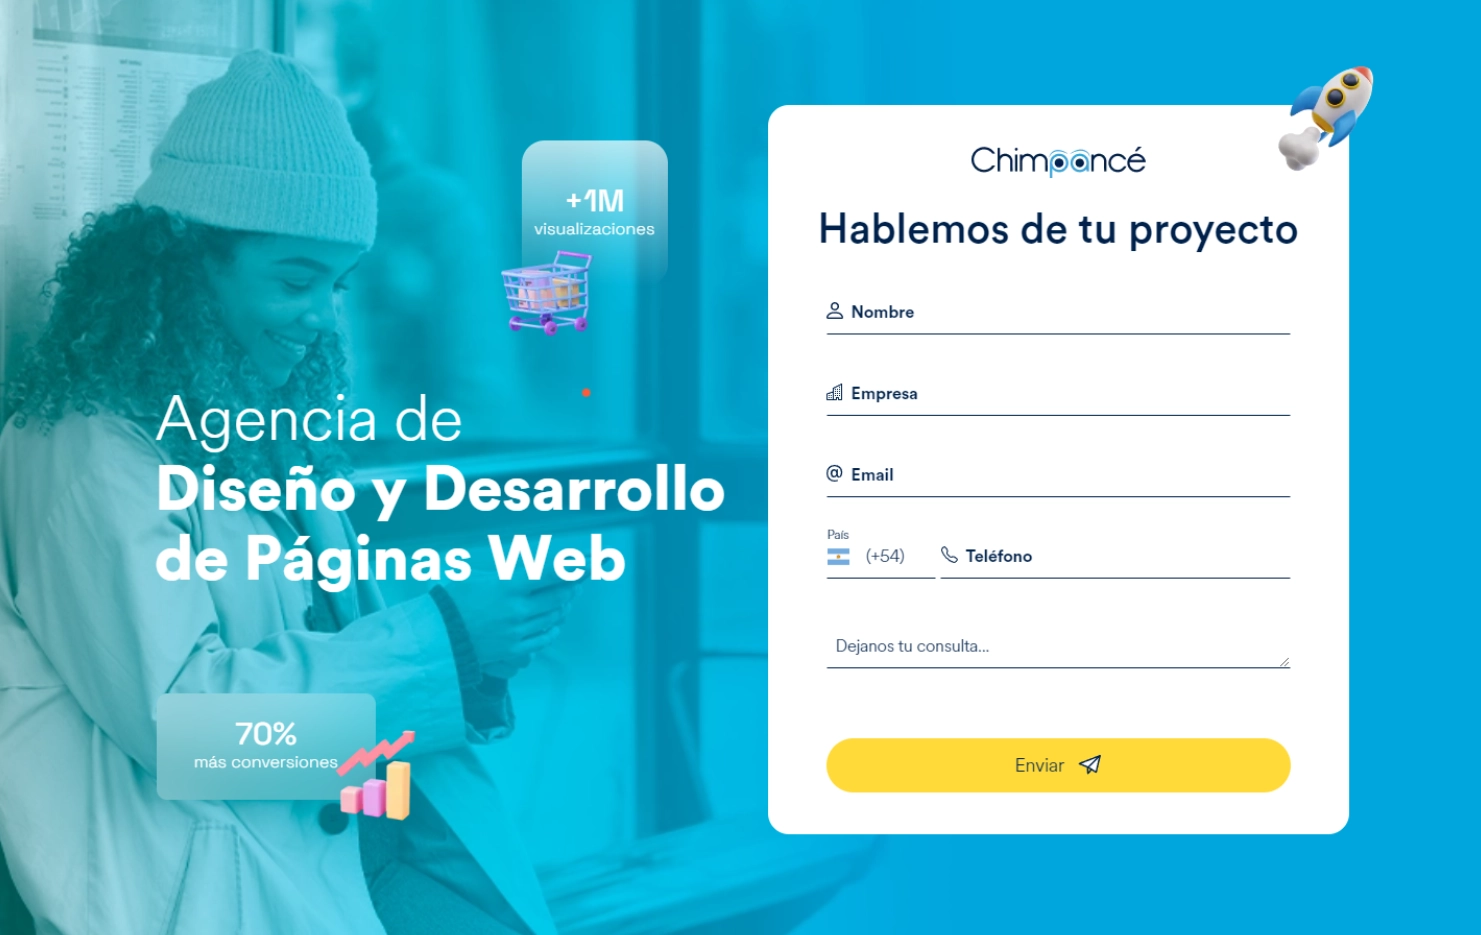 +1M
visualizaciones
Agencia de
Diseño y Desarrollo
de Páginas Web
70%
más conversiones
Chimpancé
Hablemos de tu proyecto
Nombre
Empresa
@ Email
País
(+54) Teléfono
Dejanos tu consulta...
Enviar